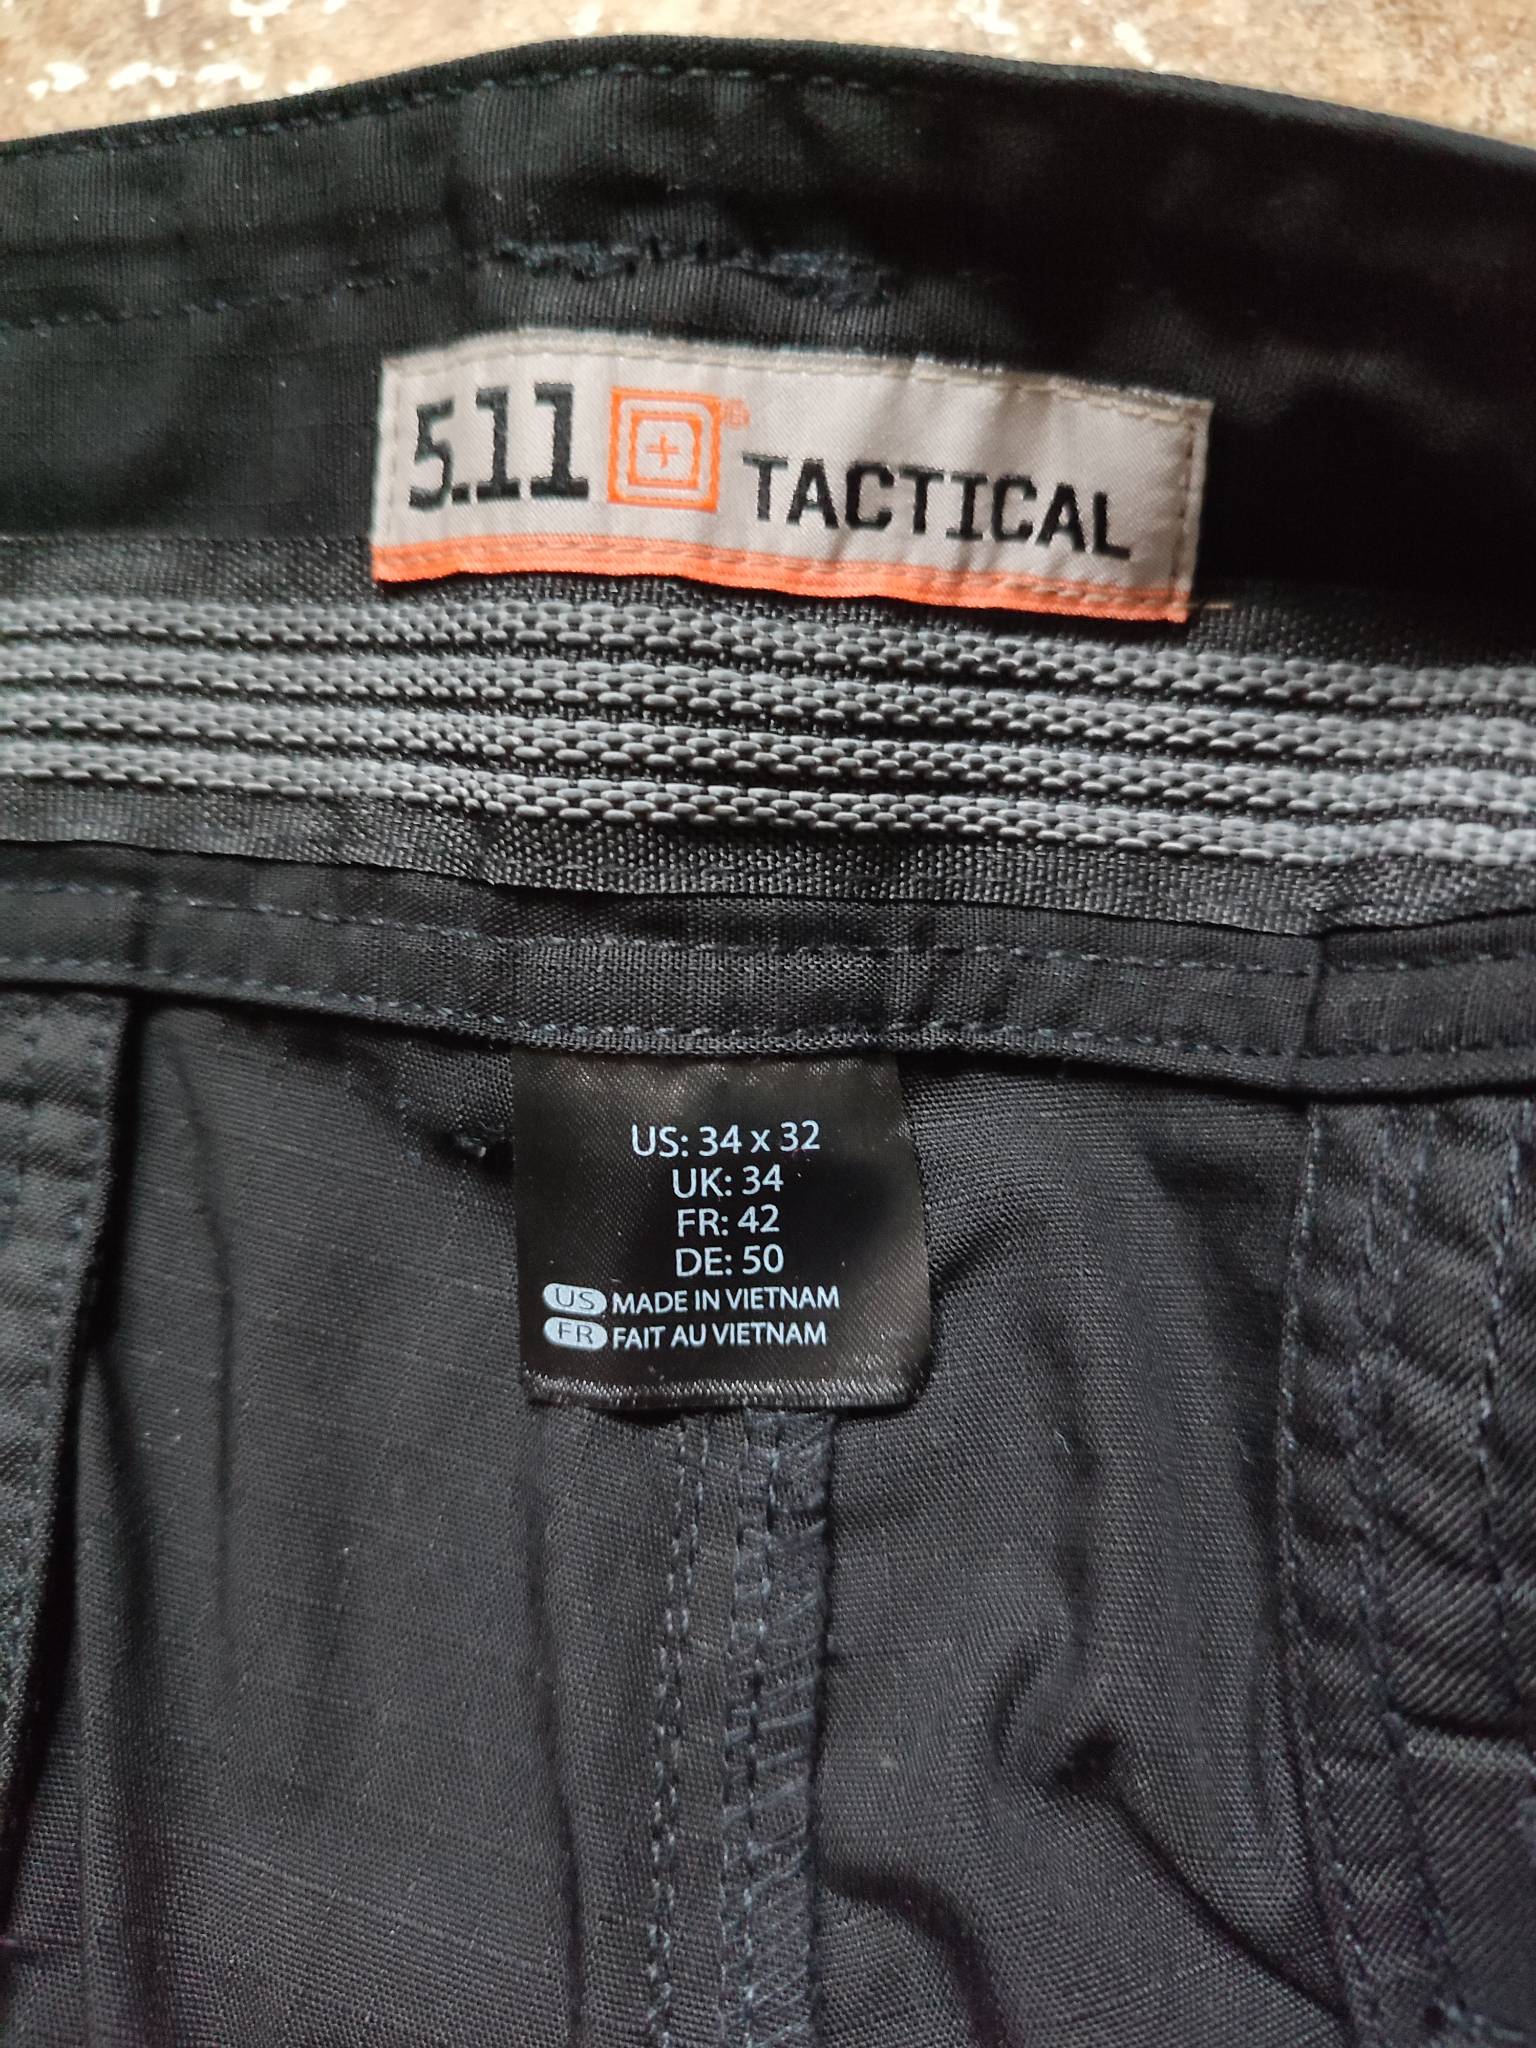 5.11® TACTICAL
US: 34 x 32
UK: 34
FR: 42
DE: 50
US MADE IN VIETNAM
FR FAIT AU VIETNAM